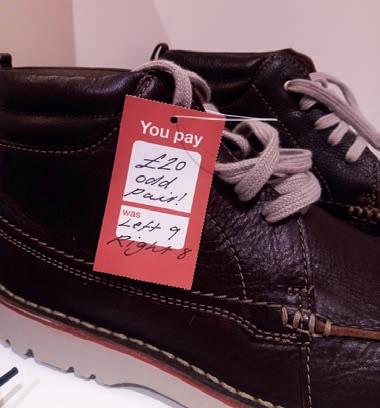 You pay
£20
odd
pair!
was
Left 9
Right 8